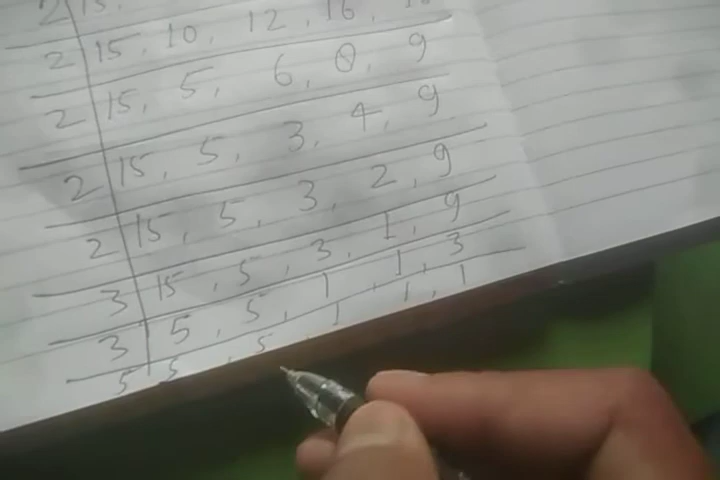 2 15,
2 15, 10, 12, 16,
2 15, 5, 6, 8, 9
2 15, 5, 3, 4, 9
2 15, 5, 3, 2, 9
3 15, 5, 3, 1, 9
3 5, 5, 1, 1, 3
5 5, 5, 1, 1, 1